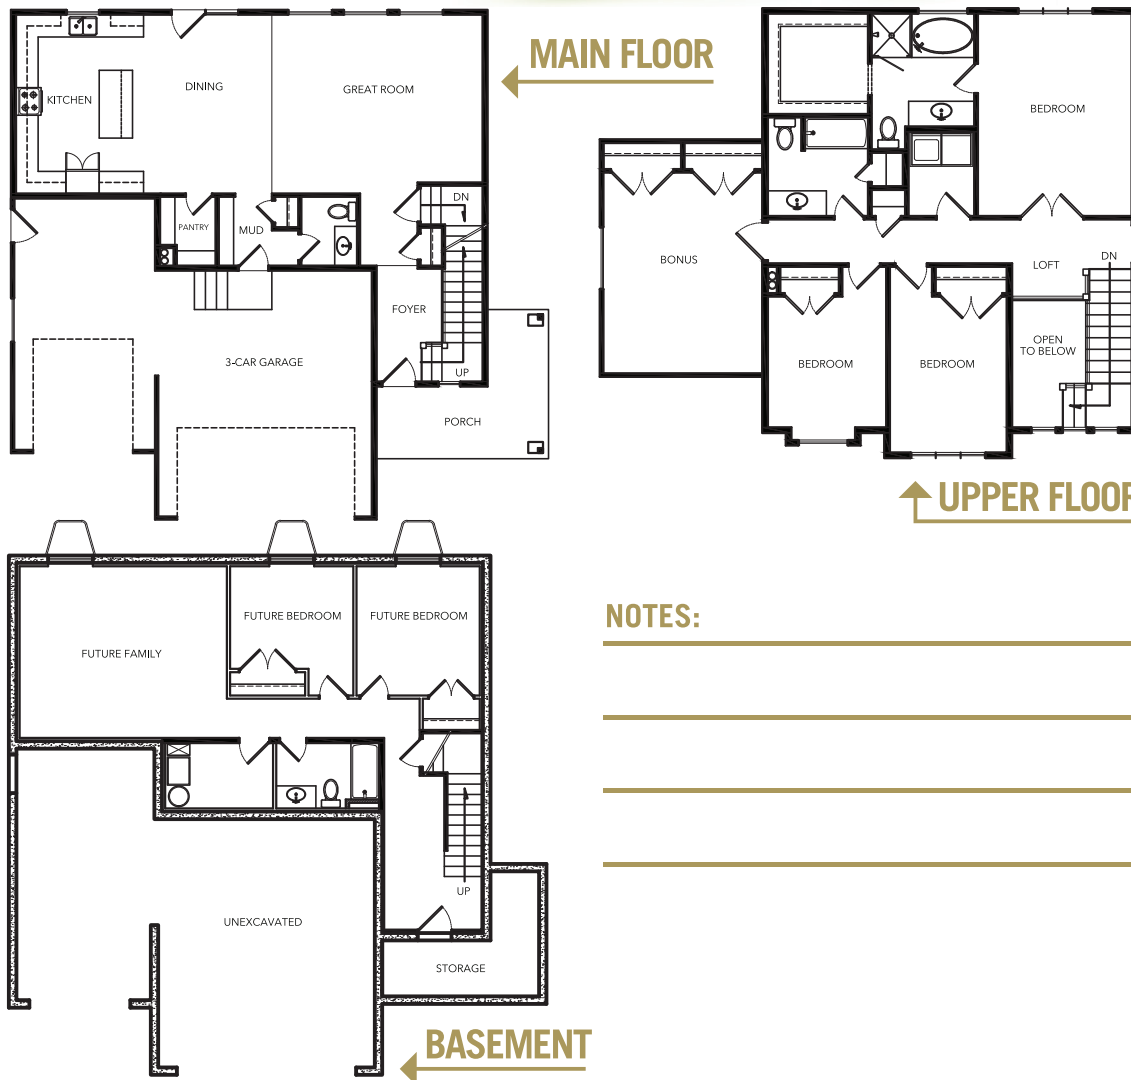 MAIN FLOOR
KITCHEN
DINING
GREAT ROOM
PANTRY
MUD
DN
FOYER
3-CAR GARAGE
UP
PORCH
BEDROOM
BONUS
LOFT
DN
OPEN
TO BELOW
BEDROOM
BEDROOM
UPPER FLOOR
FUTURE FAMILY
FUTURE BEDROOM
FUTURE BEDROOM
UP
UNEXCAVATED
STORAGE
BASEMENT
NOTES: